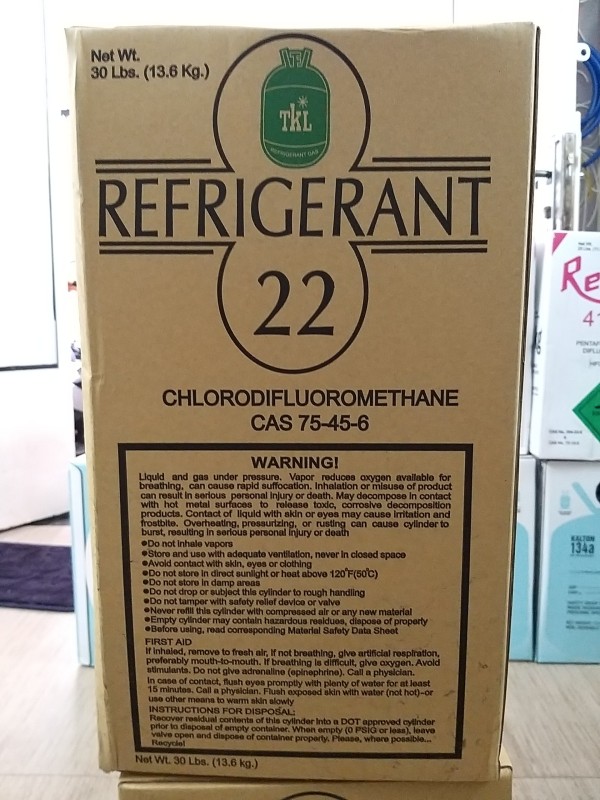 Net Wt.
30 Lbs. (13.6 Kg.)
TKL
REFRIGERANT GAS
REFRIGERANT
22
CHLORODIFLUOROMETHANE
CAS 75-45-6
WARNING!
Liquid and gas under pressure. Vapor reduces oxygen available for
breathing, can cause rapid suffocation. Inhalation or misuse of product
can result in serious personal injury or death. May decompose in contact
with hot metal surfaces to release toxic, corrosive decomposition
products. Contact of liquid with skin or eyes may cause irritation and
frostbite. Overheating, pressurizing, or rusting can cause cylinder to
burst, resulting in serious personal injury or death
●Do not inhale vapors
●Store and use with adequate ventilation, never in closed space
●Avoid contact with skin, eyes or clothing
●Do not store in direct sunlight or heat above 120°F(50°C)
●Do not store in damp areas
●Do not drop or subject this cylinder to rough handling
●Do not tamper with safety relief device or valve
●Never refill this cylinder with compressed air or any new material
●Empty cylinder may contain hazardous residues, dispose of properly
●Before using, read corresponding Material Safety Data Sheet
FIRST AID
If inhaled, remove to fresh air, if not breathing, give artificial respiration,
preferably mouth-to-mouth. If breathing is difficult, give oxygen. Avoid
stimulants. Do not give adrenaline (epinephrine). Call a physician.
In case of contact, flush eyes promptly with plenty of water for at least
15 minutes. Call a physician. Flush exposed skin with water (not hot)-or
use other means to warm skin slowly
INSTRUCTIONS FOR DISPOSAL:
Recover residual contents of this cylinder into a DOT approved cylinder
prior to disposal of empty container. When empty (0 PSIG or less), leave
valve open and dispose of container properly. Please, where possible...
Recycle!
Net Wt. 30 Lbs. (13.6 kg.)
Re
41
PENTAF
DIFLU
KALTON
134a